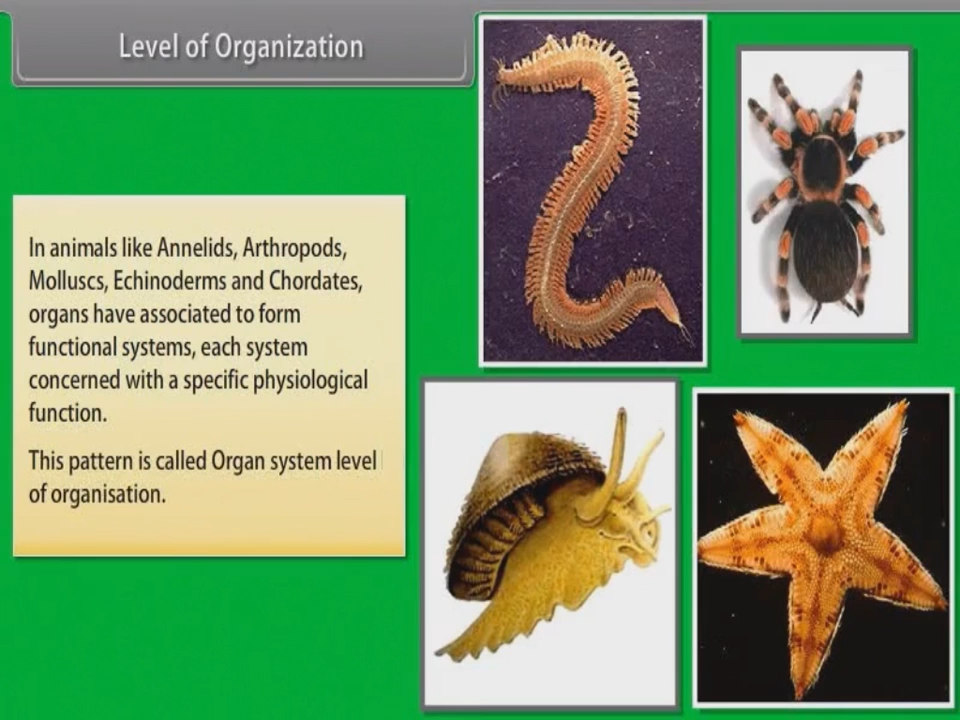 Level of Organization
In animals like Annelids, Arthropods,
Molluscs, Echinoderms and Chordates,
organs have associated to form
functional systems, each system
concerned with a specific physiological
function.
This pattern is called Organ system level
of organisation.